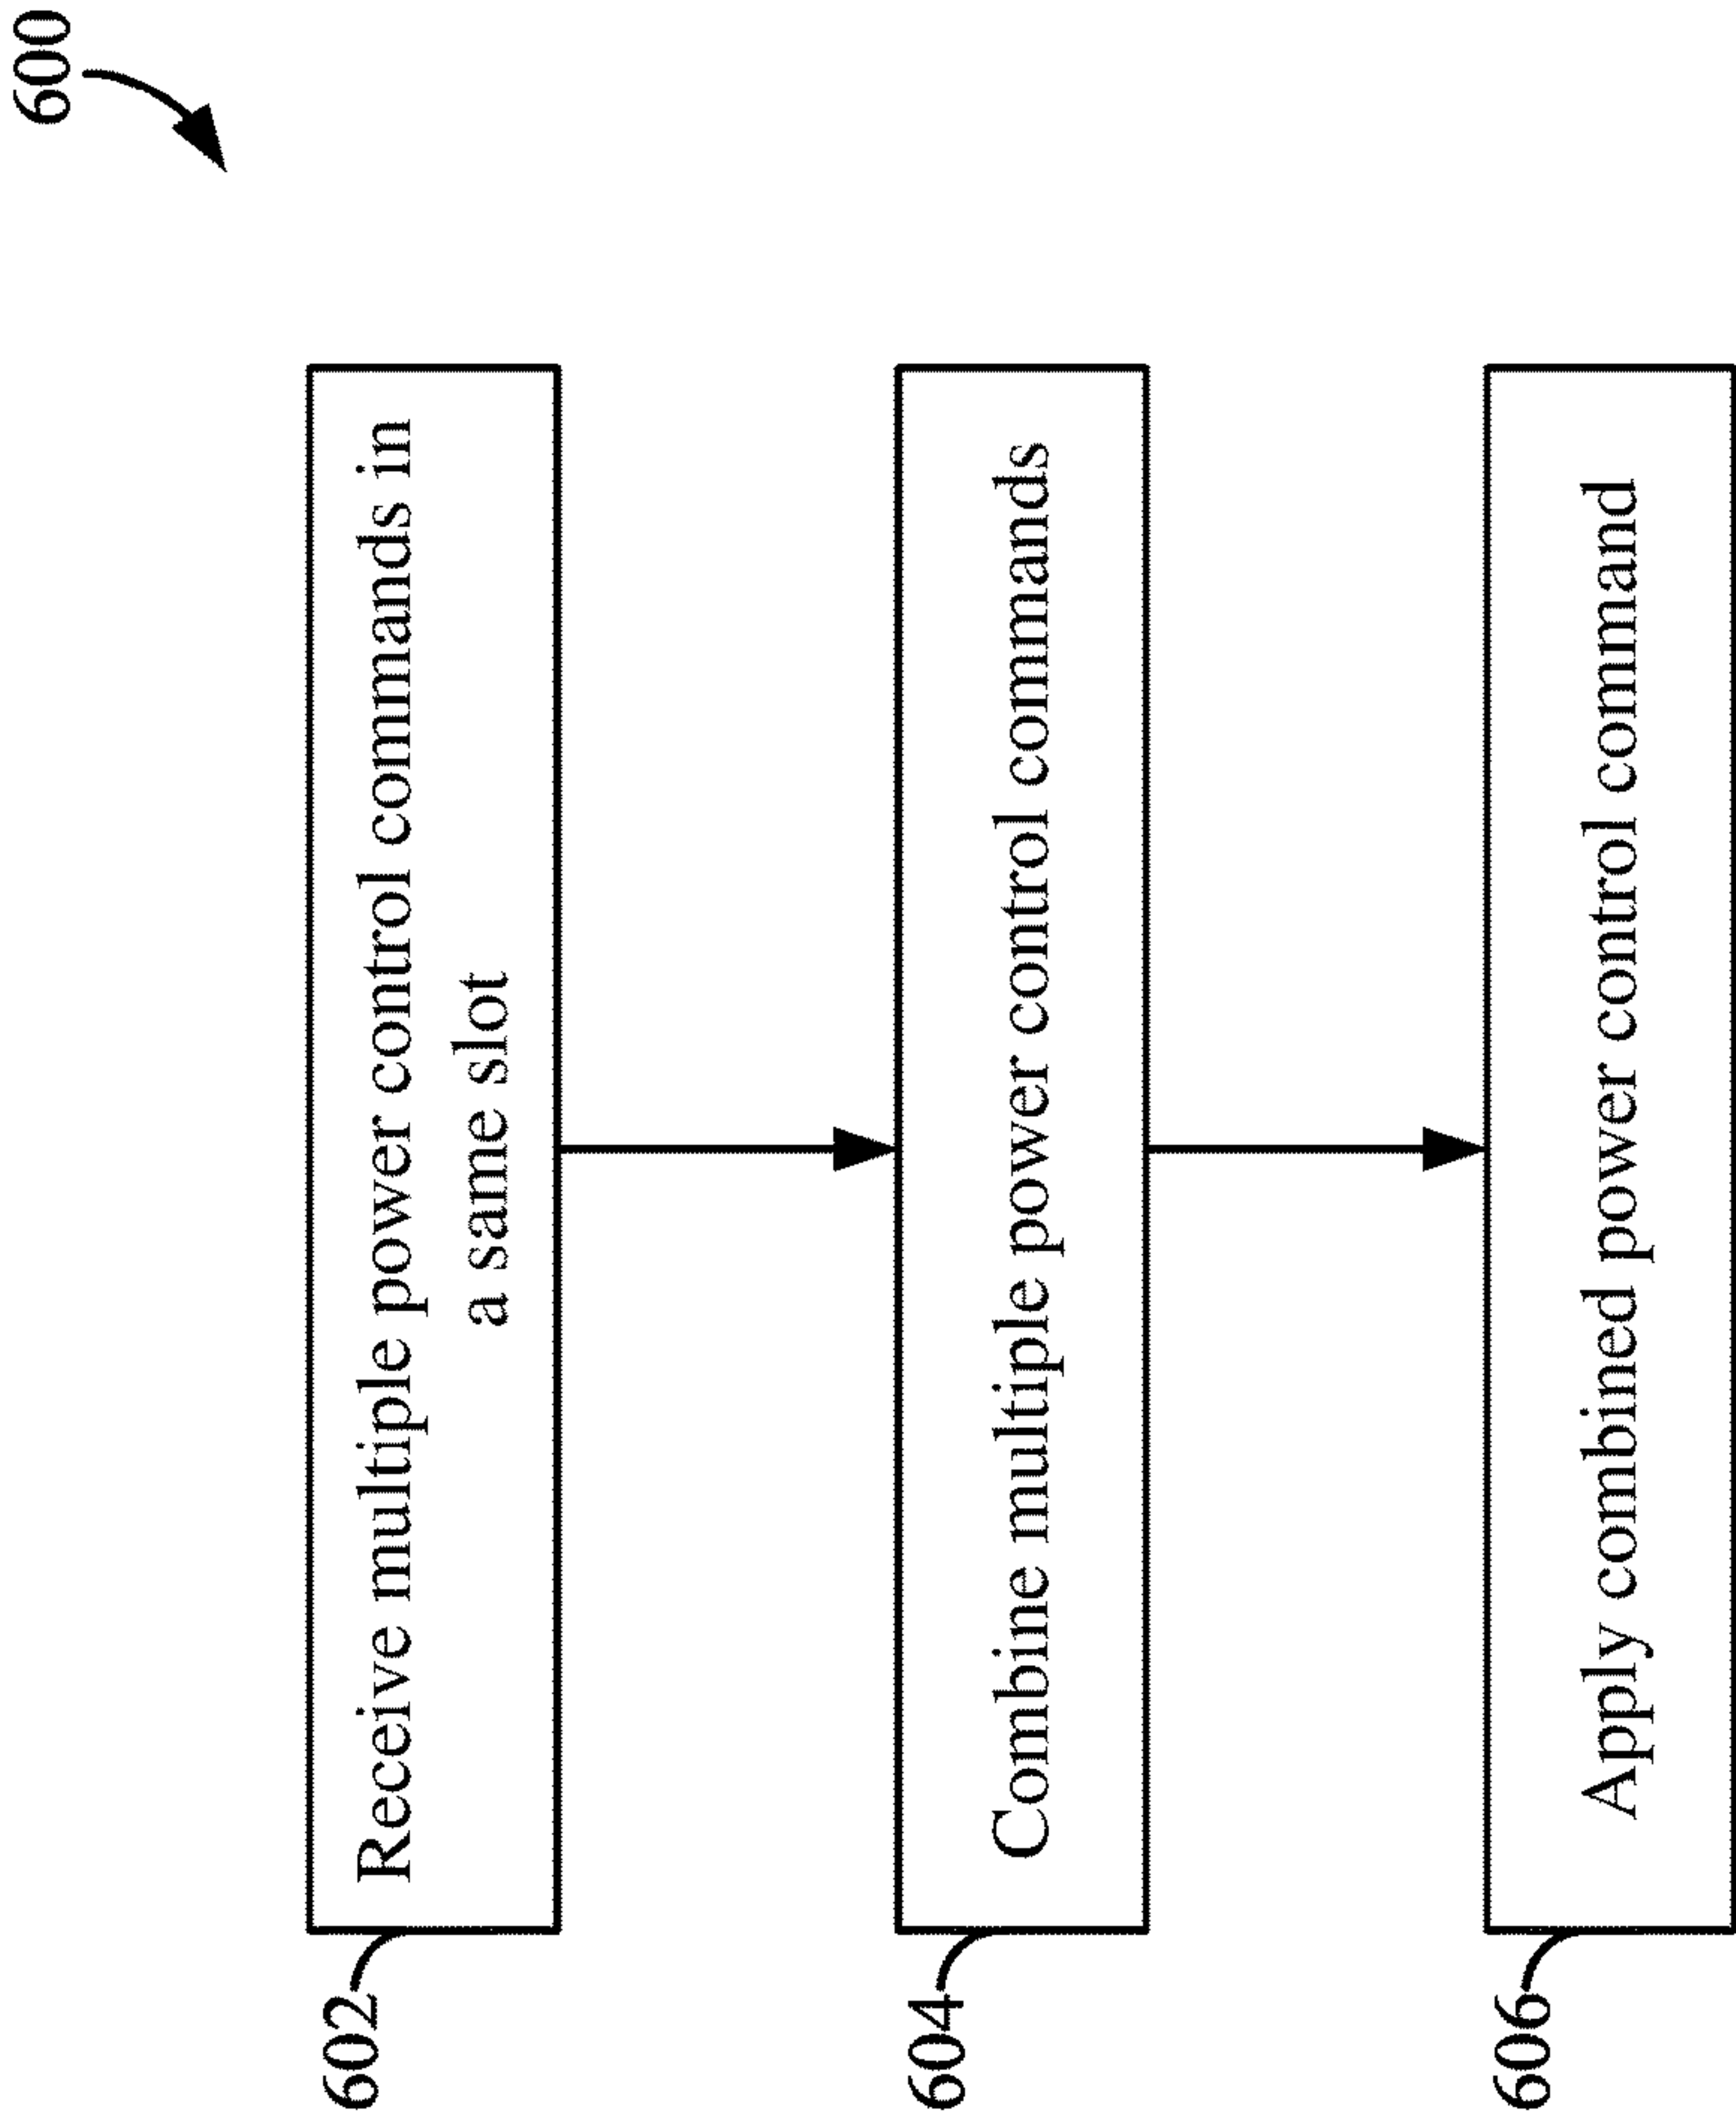 600
602
Receive multiple power control commands in
a same slot
604
Combine multiple power control commands
606
Apply combined power control command